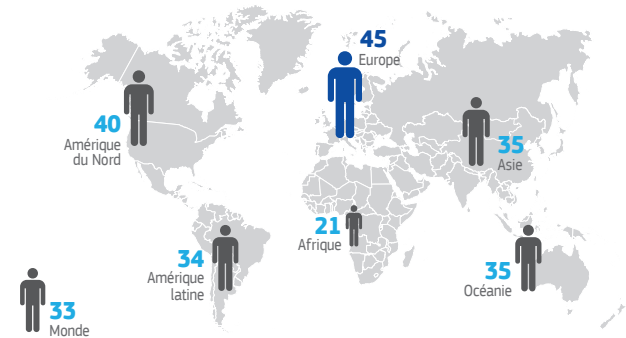 45
Europe
40
Amérique
du Nord
35
Asie
21
Afrique
34
Amérique
latine
35
Océanie
33
Monde